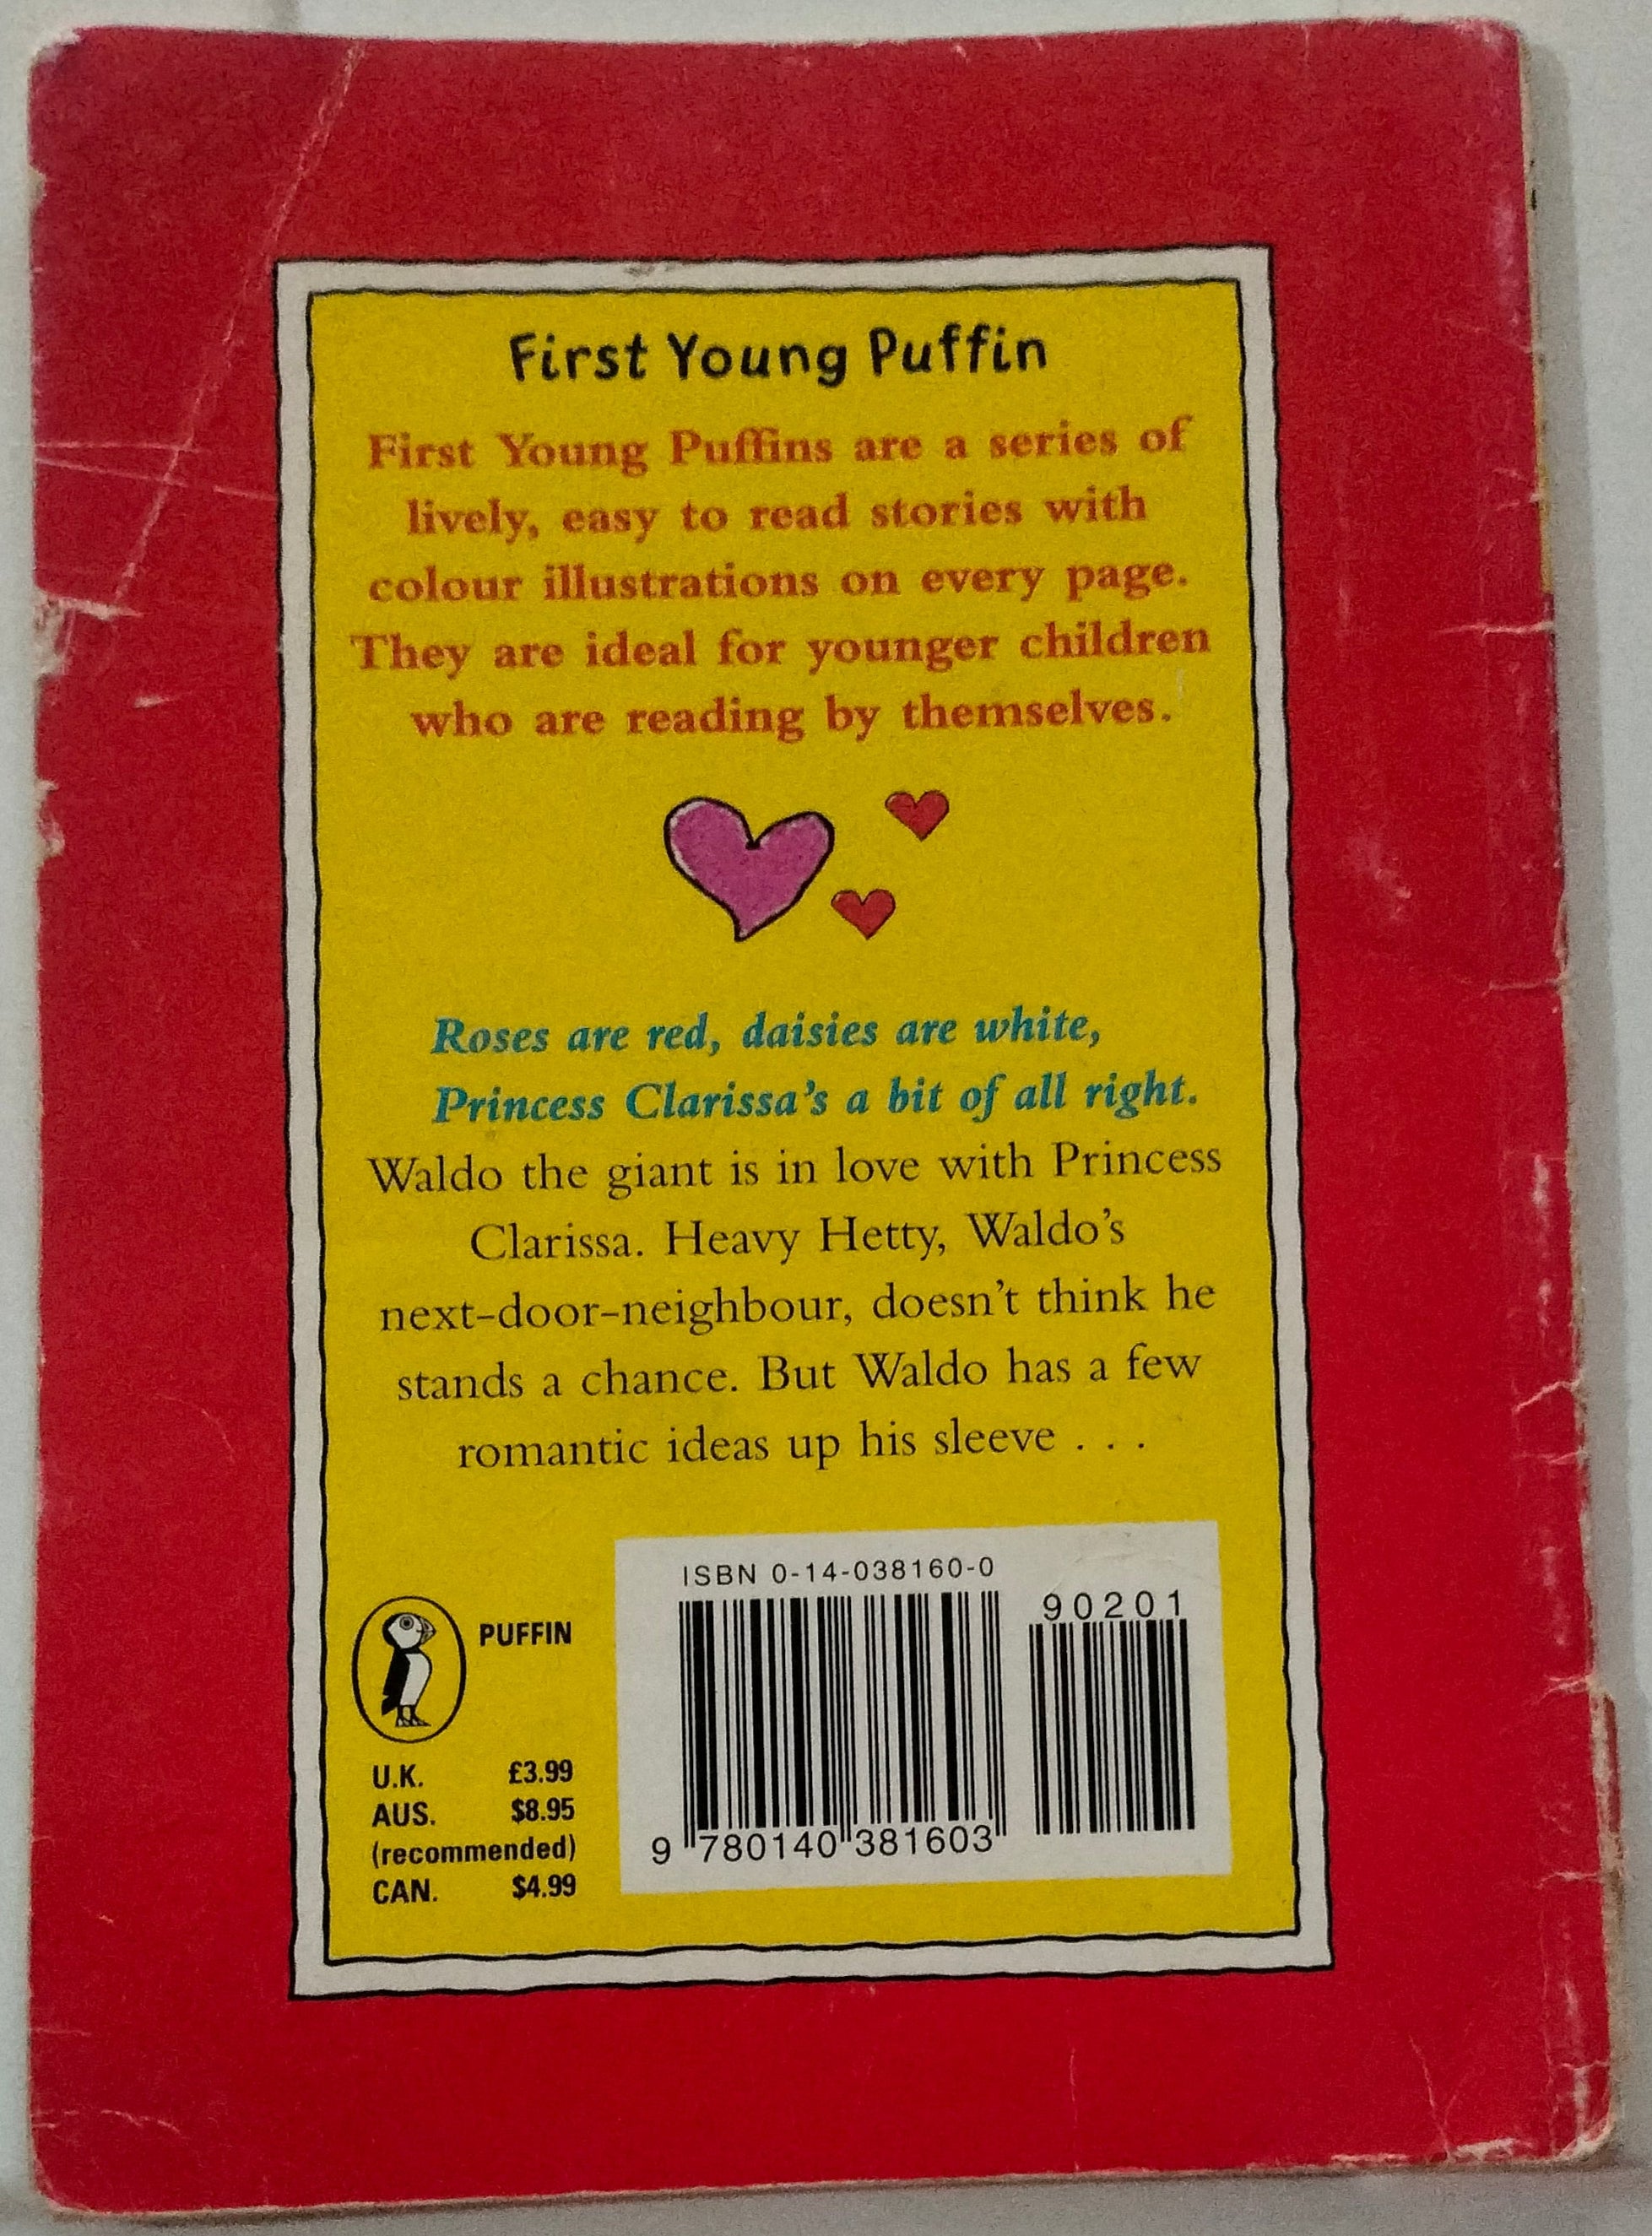 First Young Puffin
First Young Puffins are a series of
lively, easy to read stories with
colour illustrations on every page.
They are ideal for younger children
who are reading by themselves.
Roses are red, daisies are white,
Princess Clarissa's a bit of all right.
Waldo the giant is in love with Princess
Clarissa. Heavy Hetty, Waldo's
next-door-neighbour, doesn't think he
stands a chance. But Waldo has a few
romantic ideas up his sleeve . . .
PUFFIN
U.K. £3.99
AUS. $8.95
(recommended)
CAN. $4.99
ISBN 0-14-038160-0
90201
9 780140 381603